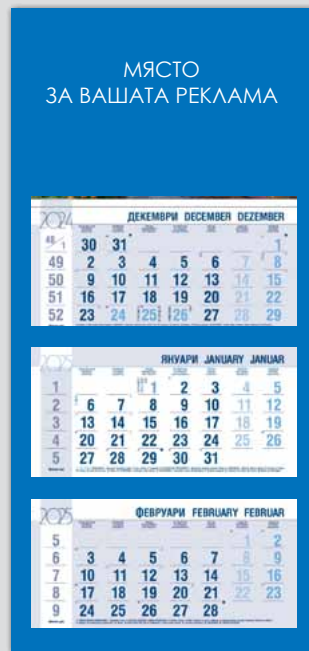 МЯСТО
ЗА ВАШАТА РЕКЛАМА
2024 ДЕКЕМВРИ DECEMBER DEZEMBER
48/1 30 31 1
49 2 3 4 5 6 7 8
50 9 10 11 12 13 14 15
51 16 17 18 19 20 21 22
52 23 24 25 26 27 28 29
2025 ЯНУАРИ JANUARY JANUAR
1 1 2 3 4 5
2 6 7 8 9 10 11 12
3 13 14 15 16 17 18 19
4 20 21 22 23 24 25 26
5 27 28 29 30 31
2025 ФЕВРУАРИ FEBRUARY FEBRUAR
5 1 2
6 3 4 5 6 7 8 9
7 10 11 12 13 14 15 16
8 17 18 19 20 21 22 23
9 24 25 26 27 28